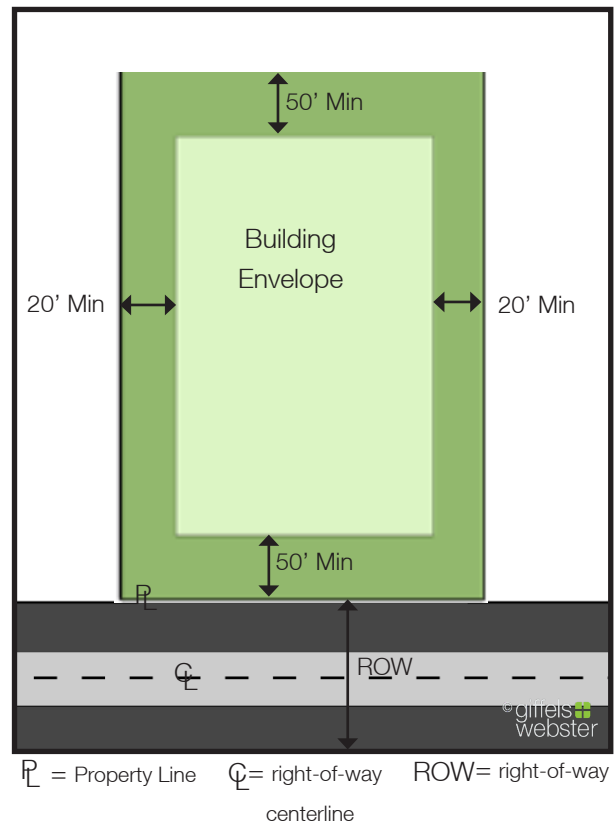 50’ Min
Building
Envelope
20’ Min
20’ Min
50’ Min
PL
CL
ROW
© giffels
webster
PL = Property Line CL= right-of-way ROW= right-of-way
centerline